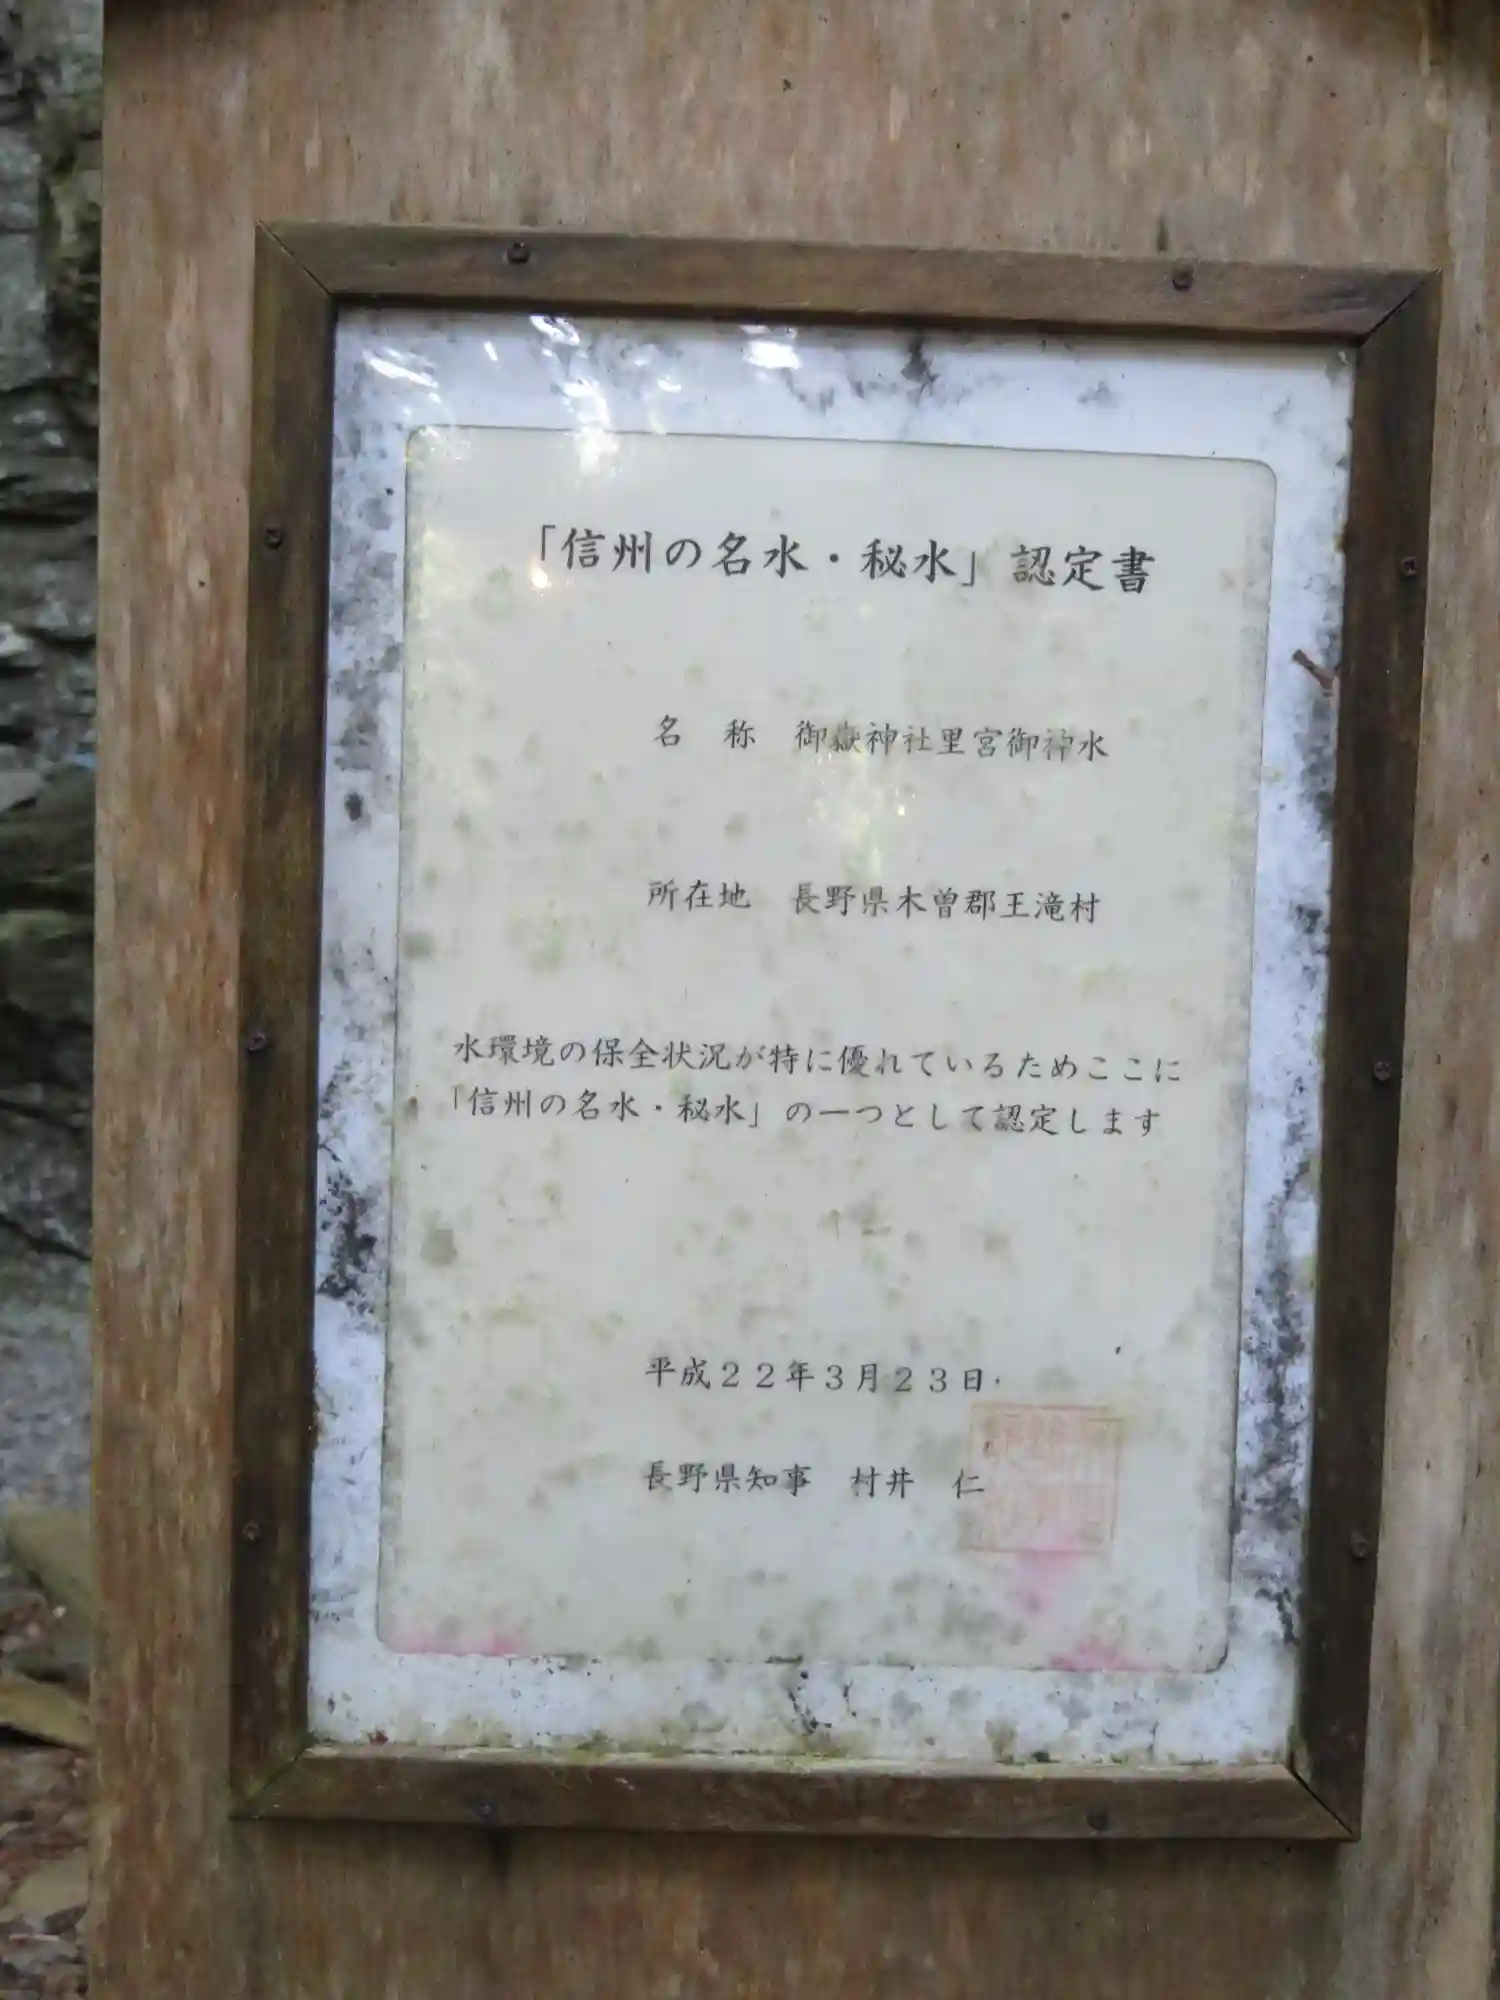 「信州の名水・秘水」認定書
名　称　御嶽神社里宮御神水
所在地　長野県木曽郡王滝村
水環境の保全状況が特に優れているためここに
「信州の名水・秘水」の一つとして認定します
平成２２年３月２３日
長野県知事　村井　仁